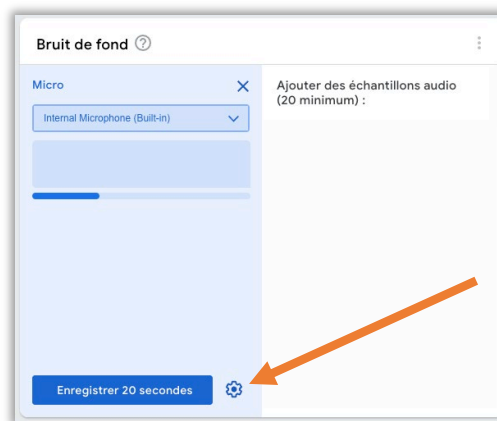 Bruit de fond
Micro
Internal Microphone (Built-in)
Enregistrer 20 secondes
Ajouter des échantillons audio
(20 minimum) :